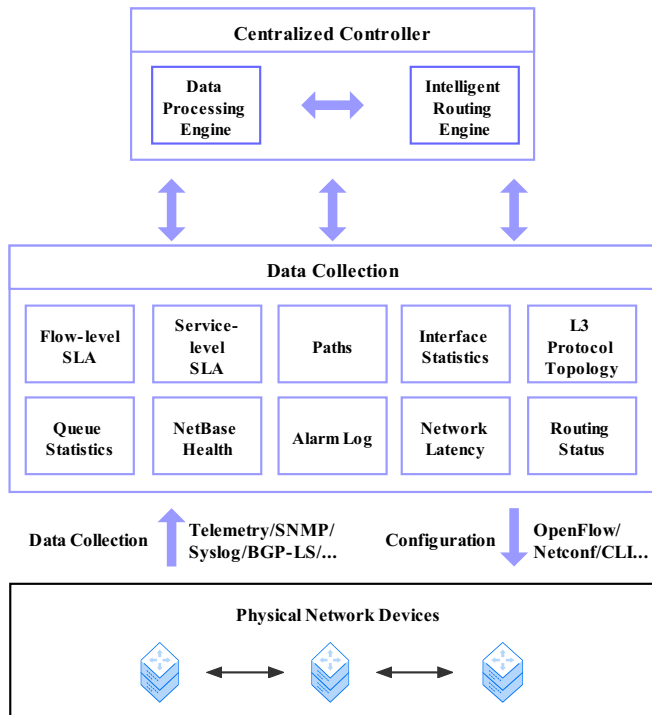 Centralized Controller
Data
Processing
Engine
Intelligent
Routing
Engine
Data Collection
Flow-level
SLA
Service-
level
SLA
Paths
Interface
Statistics
L3
Protocol
Topology
Queue
Statistics
NetBase
Health
Alarm Log
Network
Latency
Routing
Status
Data Collection
Telemetry/SNMP/
Syslog/BGP-LS/...
Configuration
OpenFlow/
Netconf/CLI...
Physical Network Devices